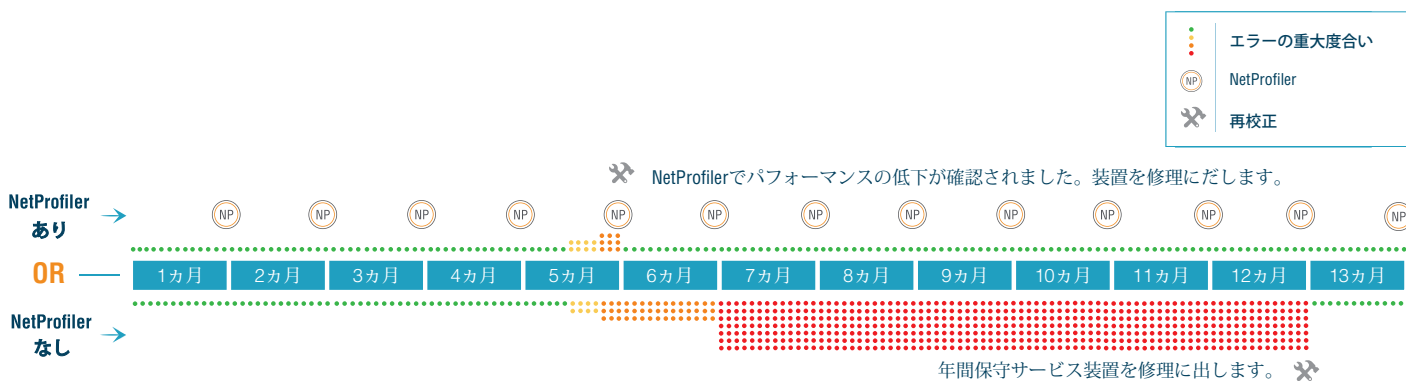 エラーの重大度合い
NP NetProfiler
再校正
NetProfilerでパフォーマンスの低下が確認されました。装置を修理にだします。
NetProfiler
あり
NP NP NP NP NP NP NP NP NP NP NP NP NP
OR
1カ月 2カ月 3カ月 4カ月 5カ月 6カ月 7カ月 8カ月 9カ月 10カ月 11カ月 12カ月 13カ月
NetProfiler
なし
年間保守サービス装置を修理に出します。